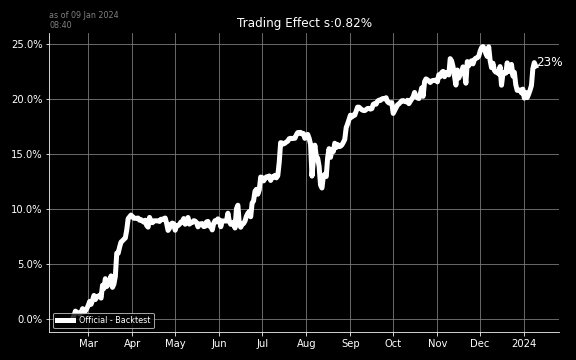 as of 09 Jan 2024
08:40
Trading Effect s:0.82%
25.0%
20.0%
15.0%
10.0%
5.0%
0.0%
23%
Official - Backtest
Mar Apr May Jun Jul Aug Sep Oct Nov Dec 2024